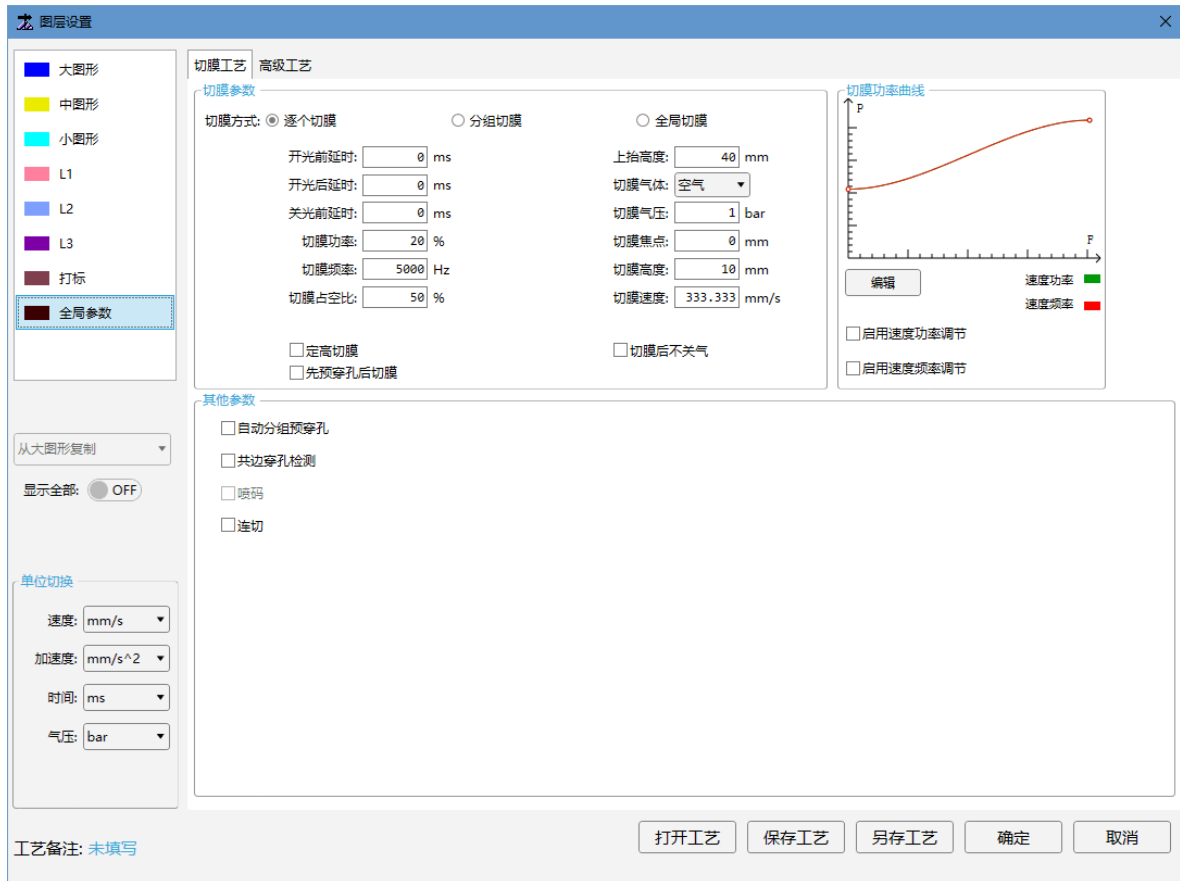 图层设置
大图形
中图形
小图形
L1
L2
L3
打标
全局参数
从大图形复制
显示全部: OFF
单位切换
速度: mm/s
加速度: mm/s^2
时间: ms
气压: bar
切膜工艺 高级工艺
切膜参数
切膜方式: 逐个切膜 分组切膜 全局切膜
开光前延时: 0 ms 上抬高度: 40 mm
开光后延时: 0 ms 切膜气体: 空气
关光前延时: 0 ms 切膜气压: 1 bar
切膜功率: 20 % 切膜焦点: 0 mm
切膜频率: 5000 Hz 切膜高度: 10 mm
切膜占空比: 50 % 切膜速度: 333.333 mm/s
定高切膜 切膜后不关气
先预穿孔后切膜
切膜功率曲线
P
P
编辑 速度功率
速度频率
启用速度功率调节
启用速度频率调节
其他参数
自动分组预穿孔
共边穿孔检测
喷码
连切
工艺备注: 未填写
打开工艺 保存工艺 另存工艺 确定 取消